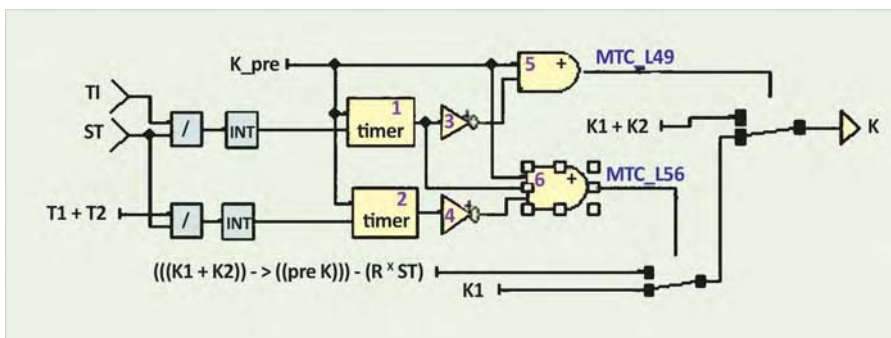 K_pre
5 +
MTC_L49
TI
1
timer
3
+
K1 + K2
K
/
INT
ST
6 +
MTC_L56
2
timer
4
T1 + T2
/
INT
(((K1 + K2)) -> ((pre K))) - (R x ST)
K1